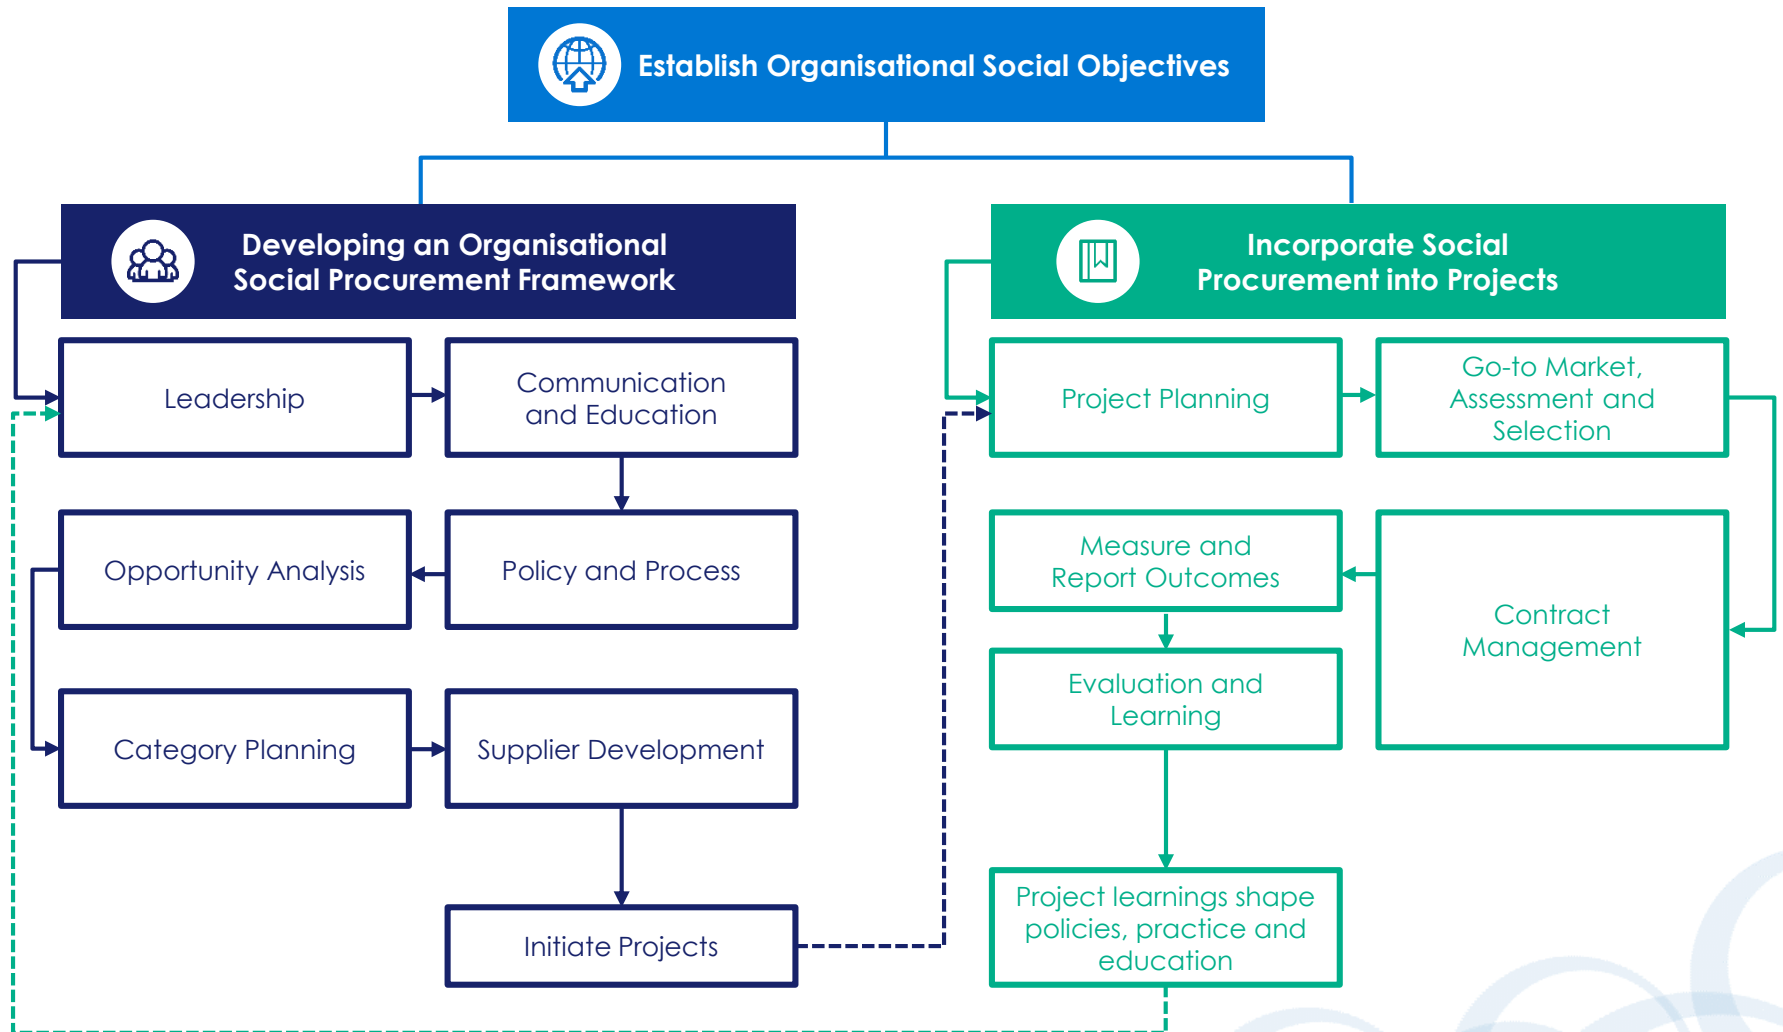 Establish Organisational Social Objectives
Developing an Organisational
Social Procurement Framework
Leadership
Communication
and Education
Opportunity Analysis
Policy and Process
Category Planning
Supplier Development
Initiate Projects
Incorporate Social
Procurement into Projects
Project Planning
Go-to Market,
Assessment and
Selection
Measure and
Report Outcomes
Contract
Management
Evaluation and
Learning
Project learnings shape
policies, practice and
education